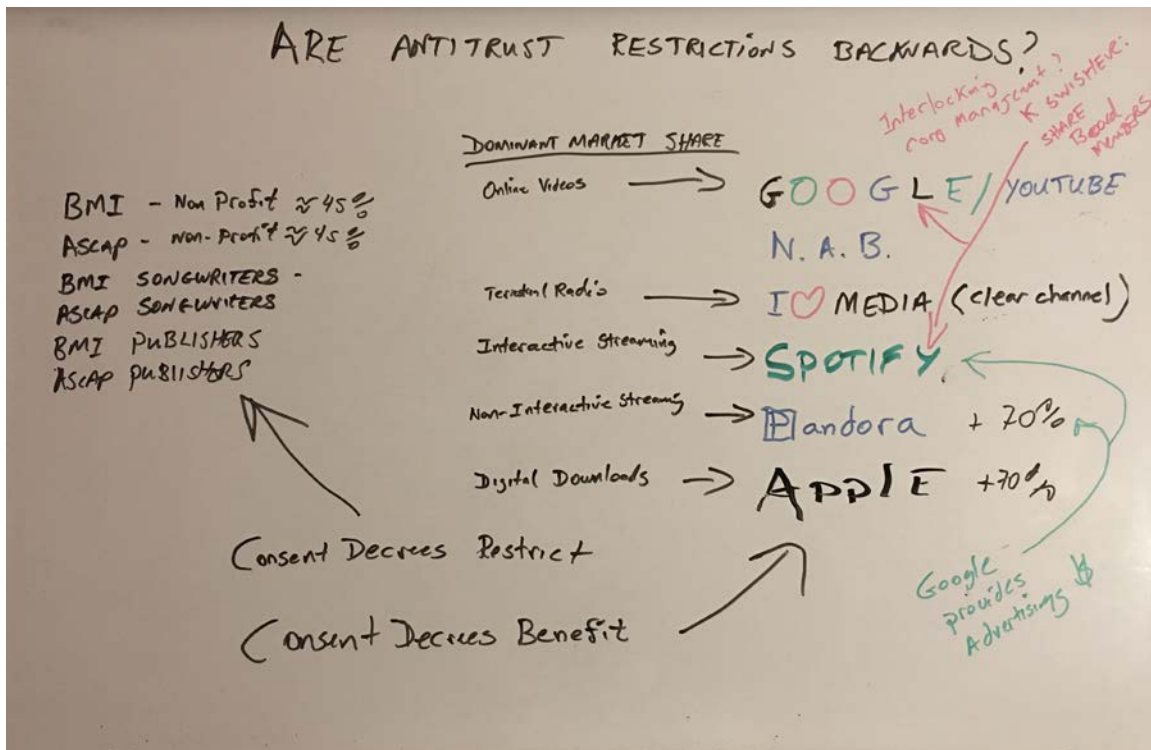 ARE ANTITRUST RESTRICTIONS BACKWARDS?
Interlocking
corp management?
K SWISHER:
SHARE
Board
Members
BMI - Non Profit ≈ 45%
ASCAP - Non-Profit ≈ 45%
BMI SONGWRITERS -
ASCAP SONGWRITERS
BMI PUBLISHERS
ASCAP PUBLISHERS
DOMINANT MARKET SHARE
Online Videos → GOOGLE/YOUTUBE
N.A.B.
Radio → I ♡ MEDIA (clear channel)
Interactive Streaming → SPOTIFY
Non-Interactive Streaming → Pandora + 70%
Digital Downloads → APPLE +70%
Consent Decrees Restrict
Consent Decrees Benefit
Google
provides
Advertising $